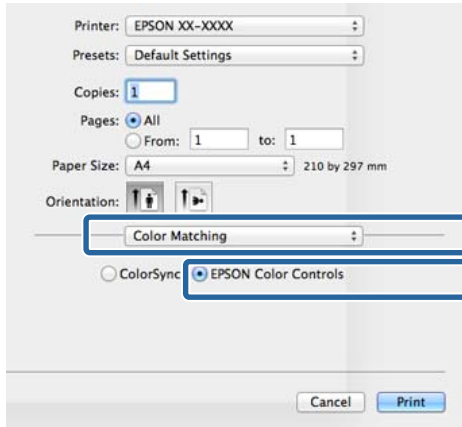 Printer: EPSON XX-XXXX
Presets: Default Settings
Copies: 1
Pages: All
From: 1 to: 1
Paper Size: A4 210 by 297 mm
Orientation:
Color Matching
ColorSync EPSON Color Controls
Cancel Print